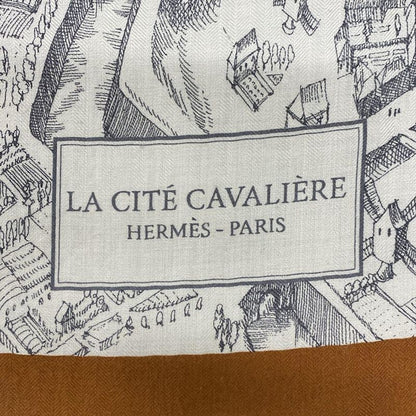 LA CITÉ CAVALIÈRE
HERMÈS - PARIS